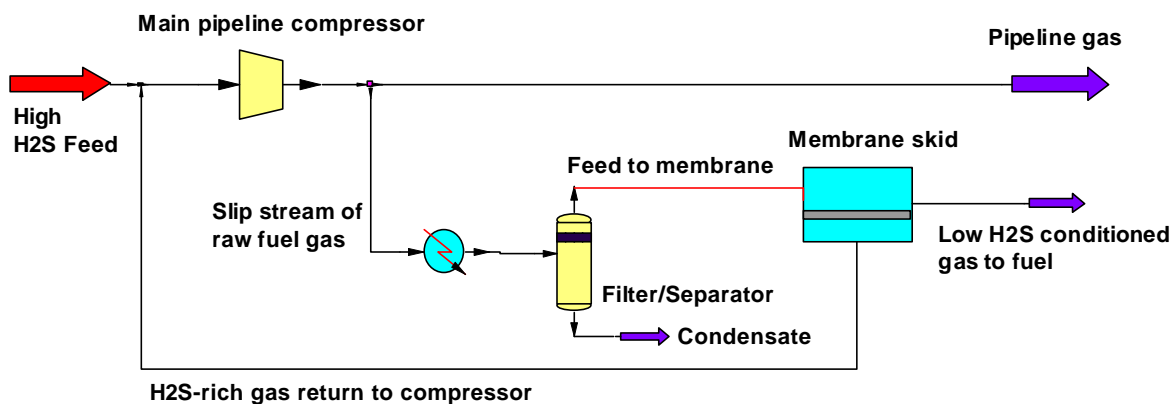 Main pipeline compressor
Pipeline gas
High
H2S Feed
Membrane skid
Feed to membrane
Slip stream of
raw fuel gas
Low H2S conditioned
gas to fuel
Filter/Separator
Condensate
H2S-rich gas return to compressor